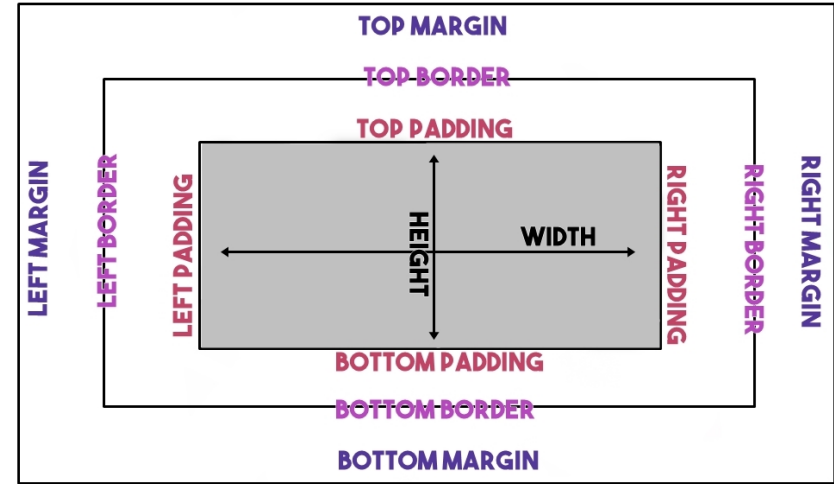 TOP MARGIN
TOP BORDER
TOP PADDING
LEFT MARGIN
LEFT BORDER
LEFT PADDING
HEIGHT
WIDTH
RIGHT PADDING
RIGHT BORDER
RIGHT MARGIN
BOTTOM PADDING
BOTTOM BORDER
BOTTOM MARGIN